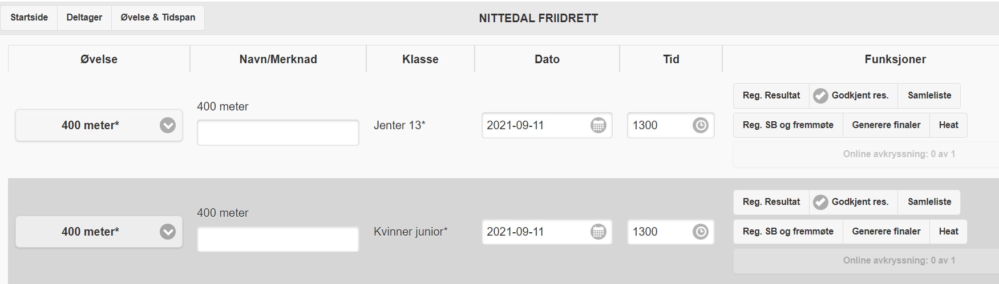 Startside Deltager Øvelse & Tidspan NITTEDAL FRIIDRETT
Øvelse Navn/Merknad Klasse Dato Tid Funksjoner
Reg. Resultat Godkjent res. Samleliste
400 meter
400 meter* Jenter 13* 2021-09-11 1300
Reg. SB og fremmøte Generere finaler Heat
Online avkryssning: 0 av 1
Reg. Resultat Godkjent res. Samleliste
400 meter
400 meter* Kvinner junior* 2021-09-11 1300
Reg. SB og fremmøte Generere finaler Heat
Online avkryssning: 0 av 1